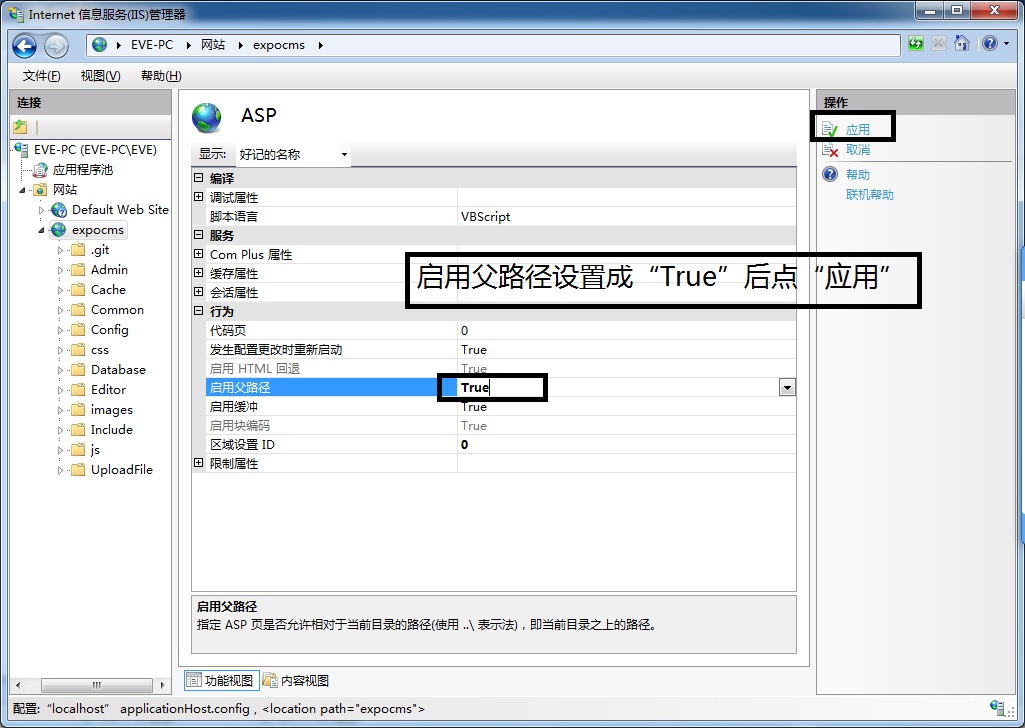 Internet 信息服务(IIS)管理器
EVE-PC 网站 expocms
文件(F) 视图(V) 帮助(H)
连接
EVE-PC (EVE-PC\EVE)
应用程序池
网站
Default Web Site
expocms
.git
Admin
Cache
Common
Config
css
Database
Editor
images
Include
js
UploadFile
ASP
显示: 好记的名称
编译
调试属性
脚本语言 VBScript
服务
Com Plus 属性
缓存属性
会话属性
启用父路径设置成“True”后点“应用”
行为
代码页 0
发生配置更改时重新启动 True
启用 HTML 回退 True
启用父路径 True
启用缓冲 True
启用块编码 True
区域设置 ID 0
限制属性
启用父路径
指定 ASP 页是否允许相对于当前目录的路径(使用 ..\ 表示法)，即当前目录之上的路径。
功能视图 内容视图
操作
应用
取消
帮助
联机帮助
配置: “localhost” applicationHost.config , <location path="expocms">